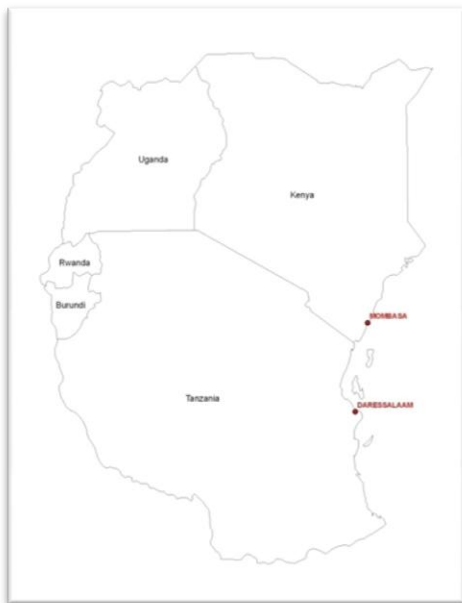 Uganda
Kenya
Rwanda
Burundi
MOMBASA
Tanzania
DARESSALAAM